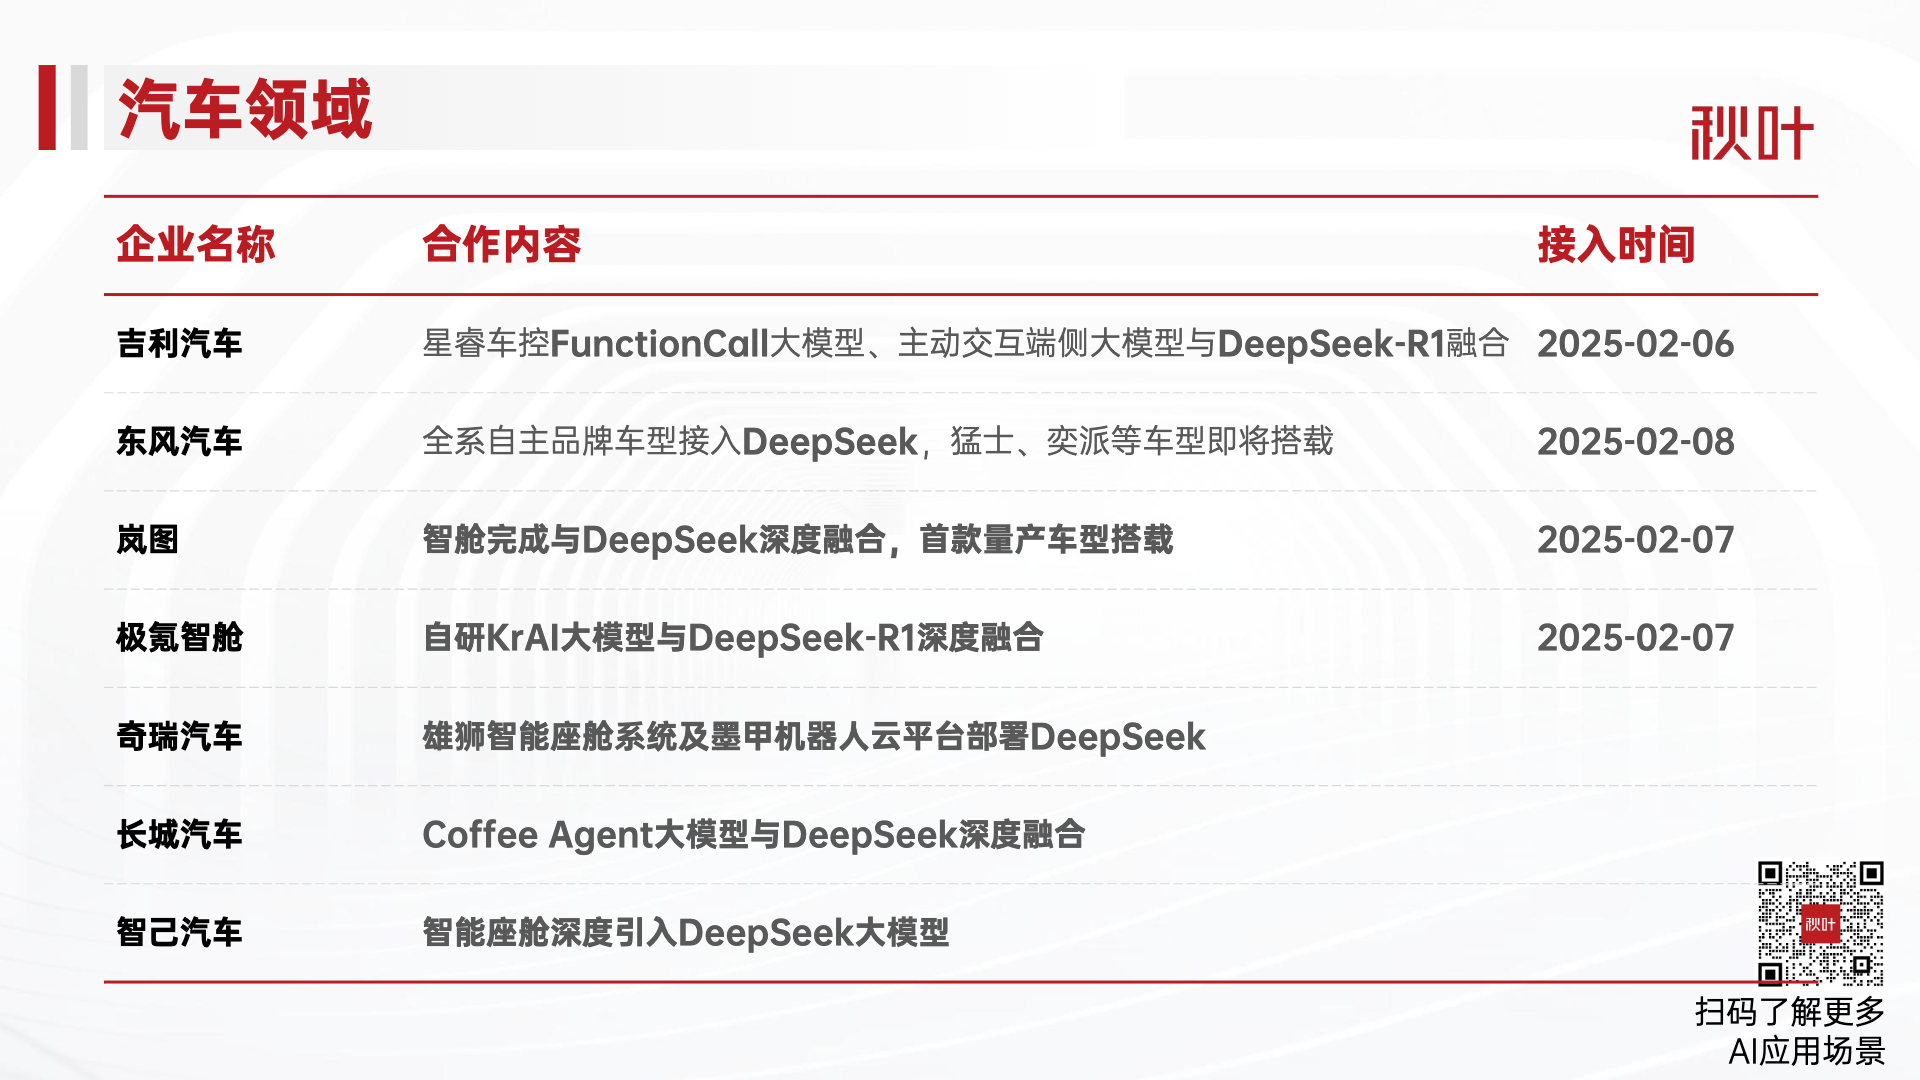 汽车领域
秋叶
企业名称 合作内容 接入时间
吉利汽车 星睿车控FunctionCall大模型、主动交互端侧大模型与DeepSeek-R1融合 2025-02-06
东风汽车 全系自主品牌车型接入DeepSeek，猛士、奕派等车型即将搭载 2025-02-08
岚图 智舱完成与DeepSeek深度融合，首款量产车型搭载 2025-02-07
极氪智舱 自研KrAI大模型与DeepSeek-R1深度融合 2025-02-07
奇瑞汽车 雄狮智能座舱系统及墨甲机器人云平台部署DeepSeek
长城汽车 Coffee Agent大模型与DeepSeek深度融合
智己汽车 智能座舱深度引入DeepSeek大模型
秋叶
扫码了解更多
AI应用场景